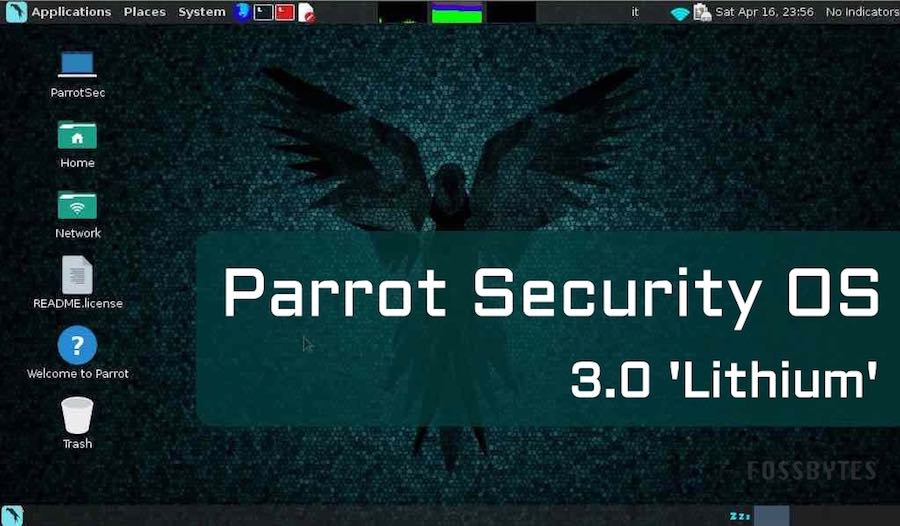 Applications Places System it Sat Apr 16, 23:56 No Indicators
ParrotSec
Home
Network
README.license
?
Welcome to Parrot
Trash
Parrot Security OS
3.0 'Lithium'
FOSSBYTES
Zzz